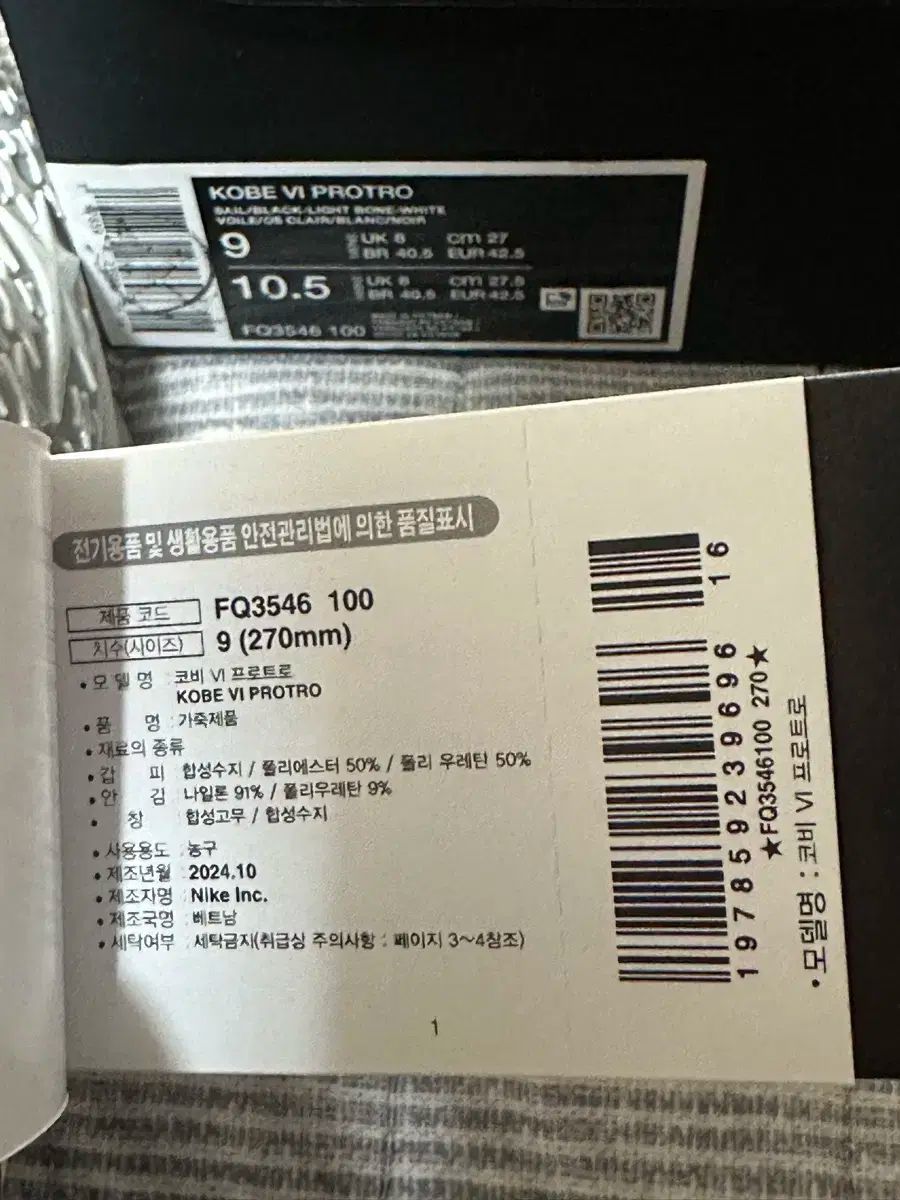 KOBE VI PROTRO
SAIL/BLACK-LIGHT BONE-WHITE
VOILE/OS CLAIR/BLANC/NOIR
9 UK 8 cm 27
BR 40.5 EUR 42.5
10.5 UK 8 cm 27.5
BR 40.5 EUR 42.5
FQ3546 100
전기용품 및 생활용품 안전관리법에 의한 품질표시
제품 코드 FQ3546 100
치수(사이즈) 9 (270mm)
• 모 델 명 : 코비 VI 프로트로
KOBE VI PROTRO
• 품 명 : 가죽제품
• 재료의 종류
• 갑 피 합성수지 / 폴리에스터 50% / 폴리 우레탄 50%
• 안 감 나일론 91% / 폴리우레탄 9%
• 창 합성고무 / 합성수지
• 사용용도 : 농구
• 제조년월 : 2024.10
• 제조자명 : Nike Inc.
• 제조국명 : 베트남
• 세탁여부 : 세탁금지(취급상 주의사항 : 페이지 3~4참조)
1
16
197859239696
★FQ3546100 270★
• 모델명 : 코비 VI 프로트로